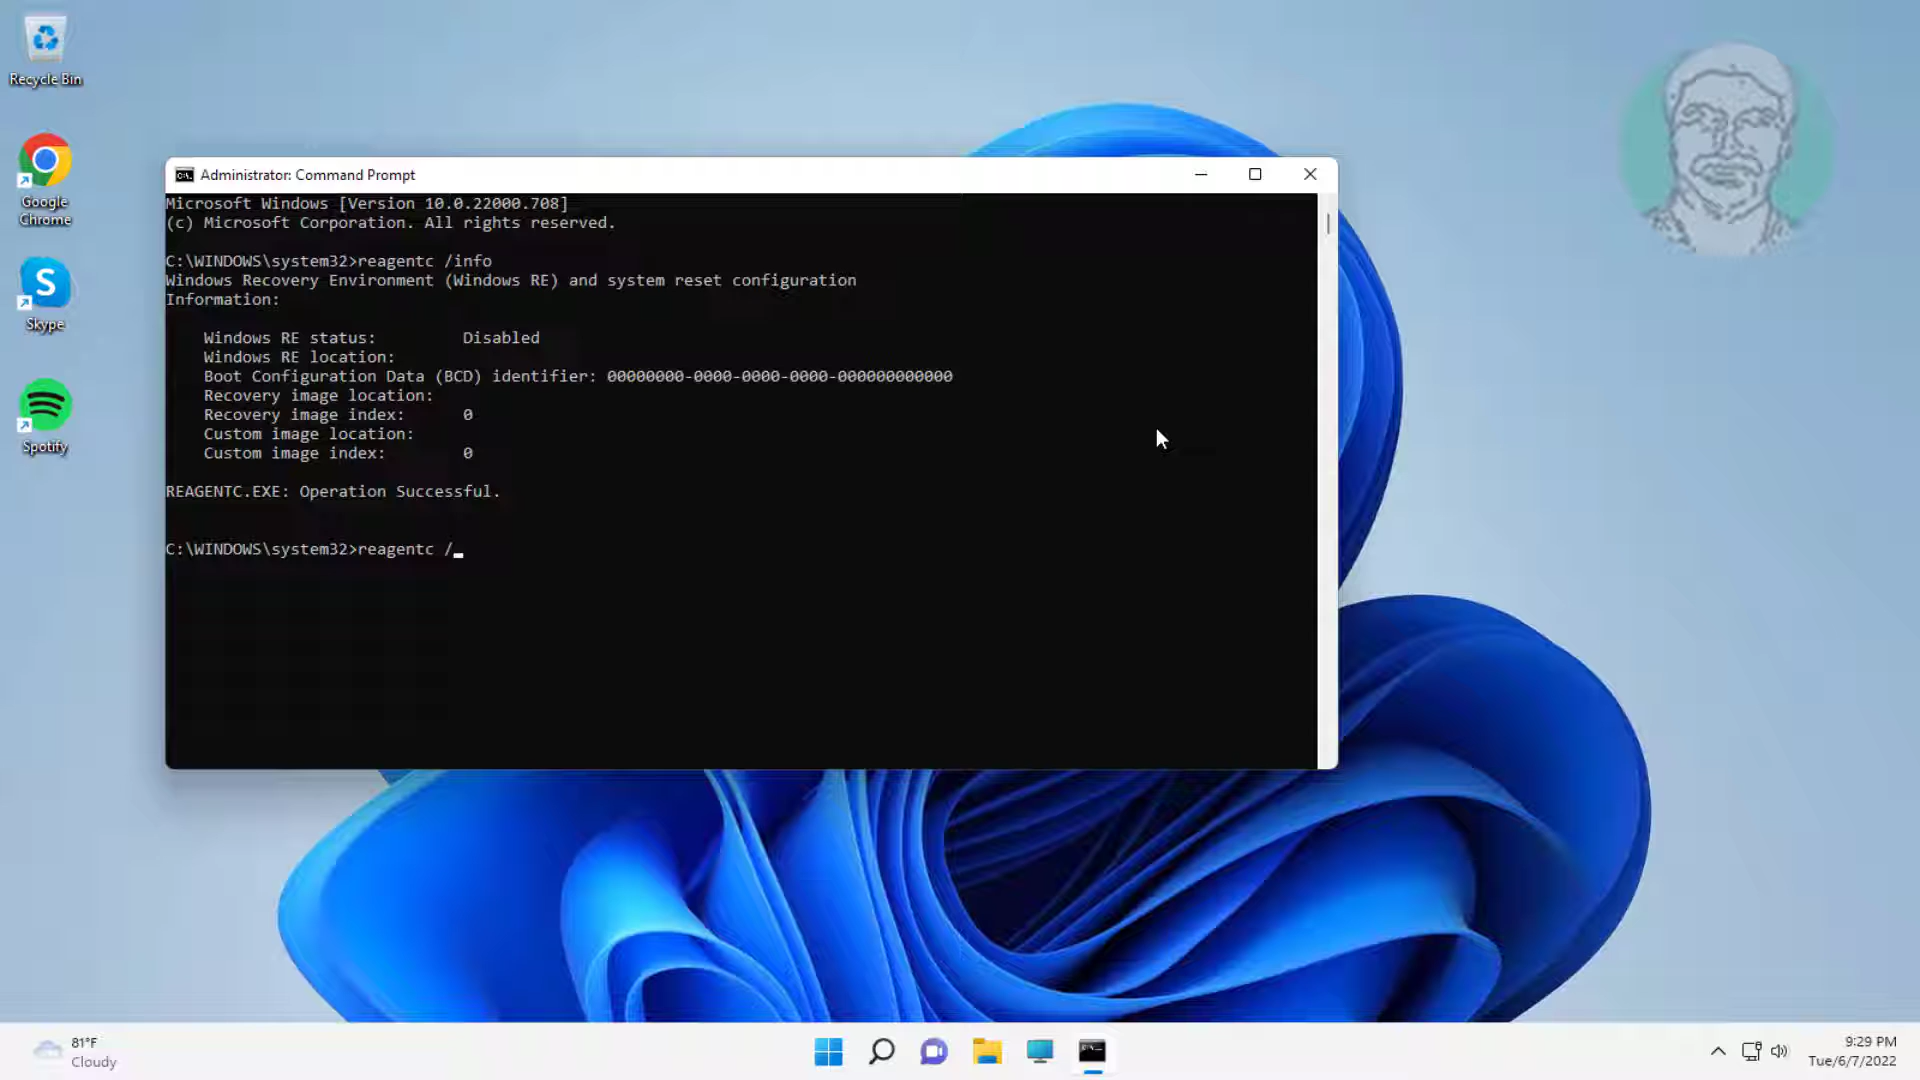 Recycle Bin
Google
Chrome
Skype
Spotify
Administrator: Command Prompt
Microsoft Windows [Version 10.0.22000.708]
(c) Microsoft Corporation. All rights reserved.
C:\WINDOWS\system32>reagentc /info
Windows Recovery Environment (Windows RE) and system reset configuration
Information:
Windows RE status: Disabled
Windows RE location:
Boot Configuration Data (BCD) identifier: 00000000-0000-0000-0000-000000000000
Recovery image location:
Recovery image index: 0
Custom image location:
Custom image index: 0
REAGENTC.EXE: Operation Successful.
C:\WINDOWS\system32>reagentc /_
81°F
Cloudy
9:29 PM
Tue/6/7/2022